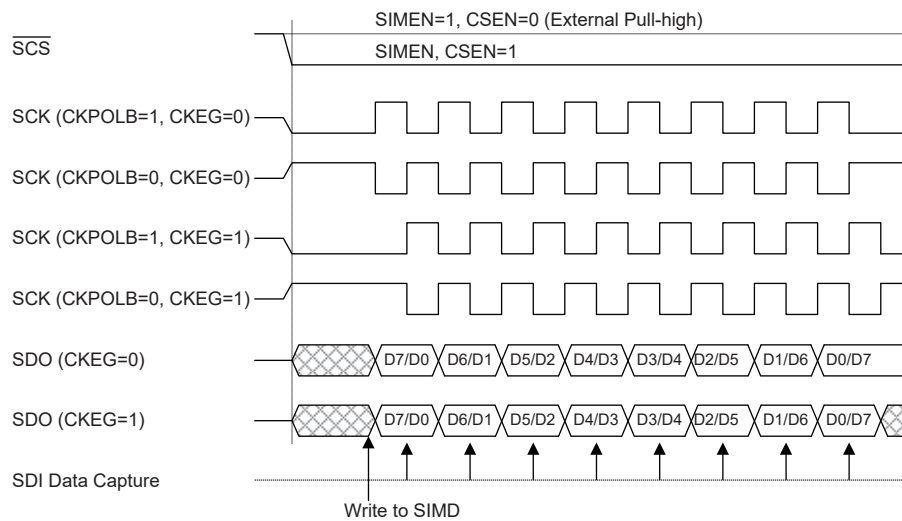 SIMEN=1, CSEN=0 (External Pull-high)
SCS
SIMEN, CSEN=1
SCK (CKPOLB=1, CKEG=0)
SCK (CKPOLB=0, CKEG=0)
SCK (CKPOLB=1, CKEG=1)
SCK (CKPOLB=0, CKEG=1)
SDO (CKEG=0) D7/D0 D6/D1 D5/D2 D4/D3 D3/D4 D2/D5 D1/D6 D0/D7
SDO (CKEG=1) D7/D0 D6/D1 D5/D2 D4/D3 D3/D4 D2/D5 D1/D6 D0/D7
SDI Data Capture
Write to SIMD